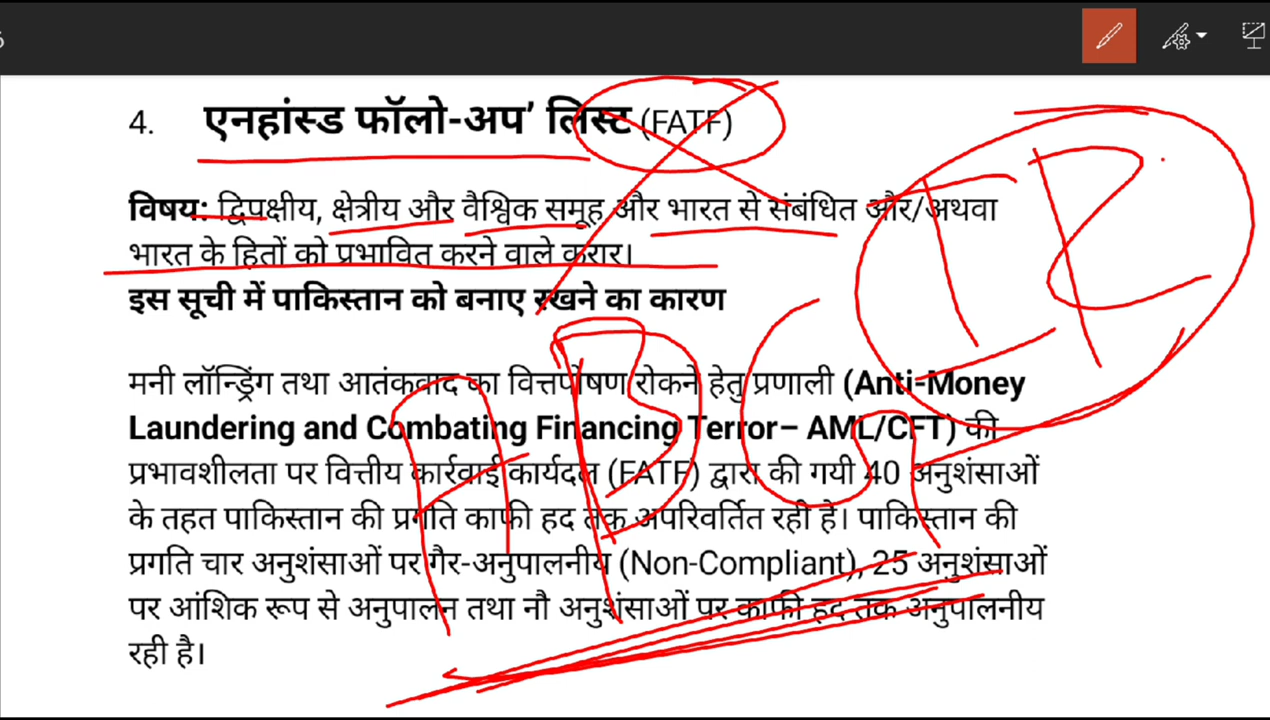 4. एनहांस्ड फॉलो-अप’ लिस्ट (FATF)
विषय: द्विपक्षीय, क्षेत्रीय और वैश्विक समूह और भारत से संबंधित और/अथवा
भारत के हितों को प्रभावित करने वाले करार।
इस सूची में पाकिस्तान को बनाए रखने का कारण
मनी लॉन्ड्रिंग तथा आतंकवाद का वित्तपोषण रोकने हेतु प्रणाली (Anti-Money
Laundering and Combating Financing Terror– AML/CFT) की
प्रभावशीलता पर वित्तीय कार्रवाई कार्यदल (FATF) द्वारा की गयी 40 अनुशंसाओं
के तहत पाकिस्तान की प्रगति काफी हद तक अपरिवर्तित रही है। पाकिस्तान की
प्रगति चार अनुशंसाओं पर गैर-अनुपालनीय (Non-Compliant), 25 अनुशंसाओं
पर आंशिक रूप से अनुपालन तथा नौ अनुशंसाओं पर काफी हद तक अनुपालनीय
रही है।
IR
ABG